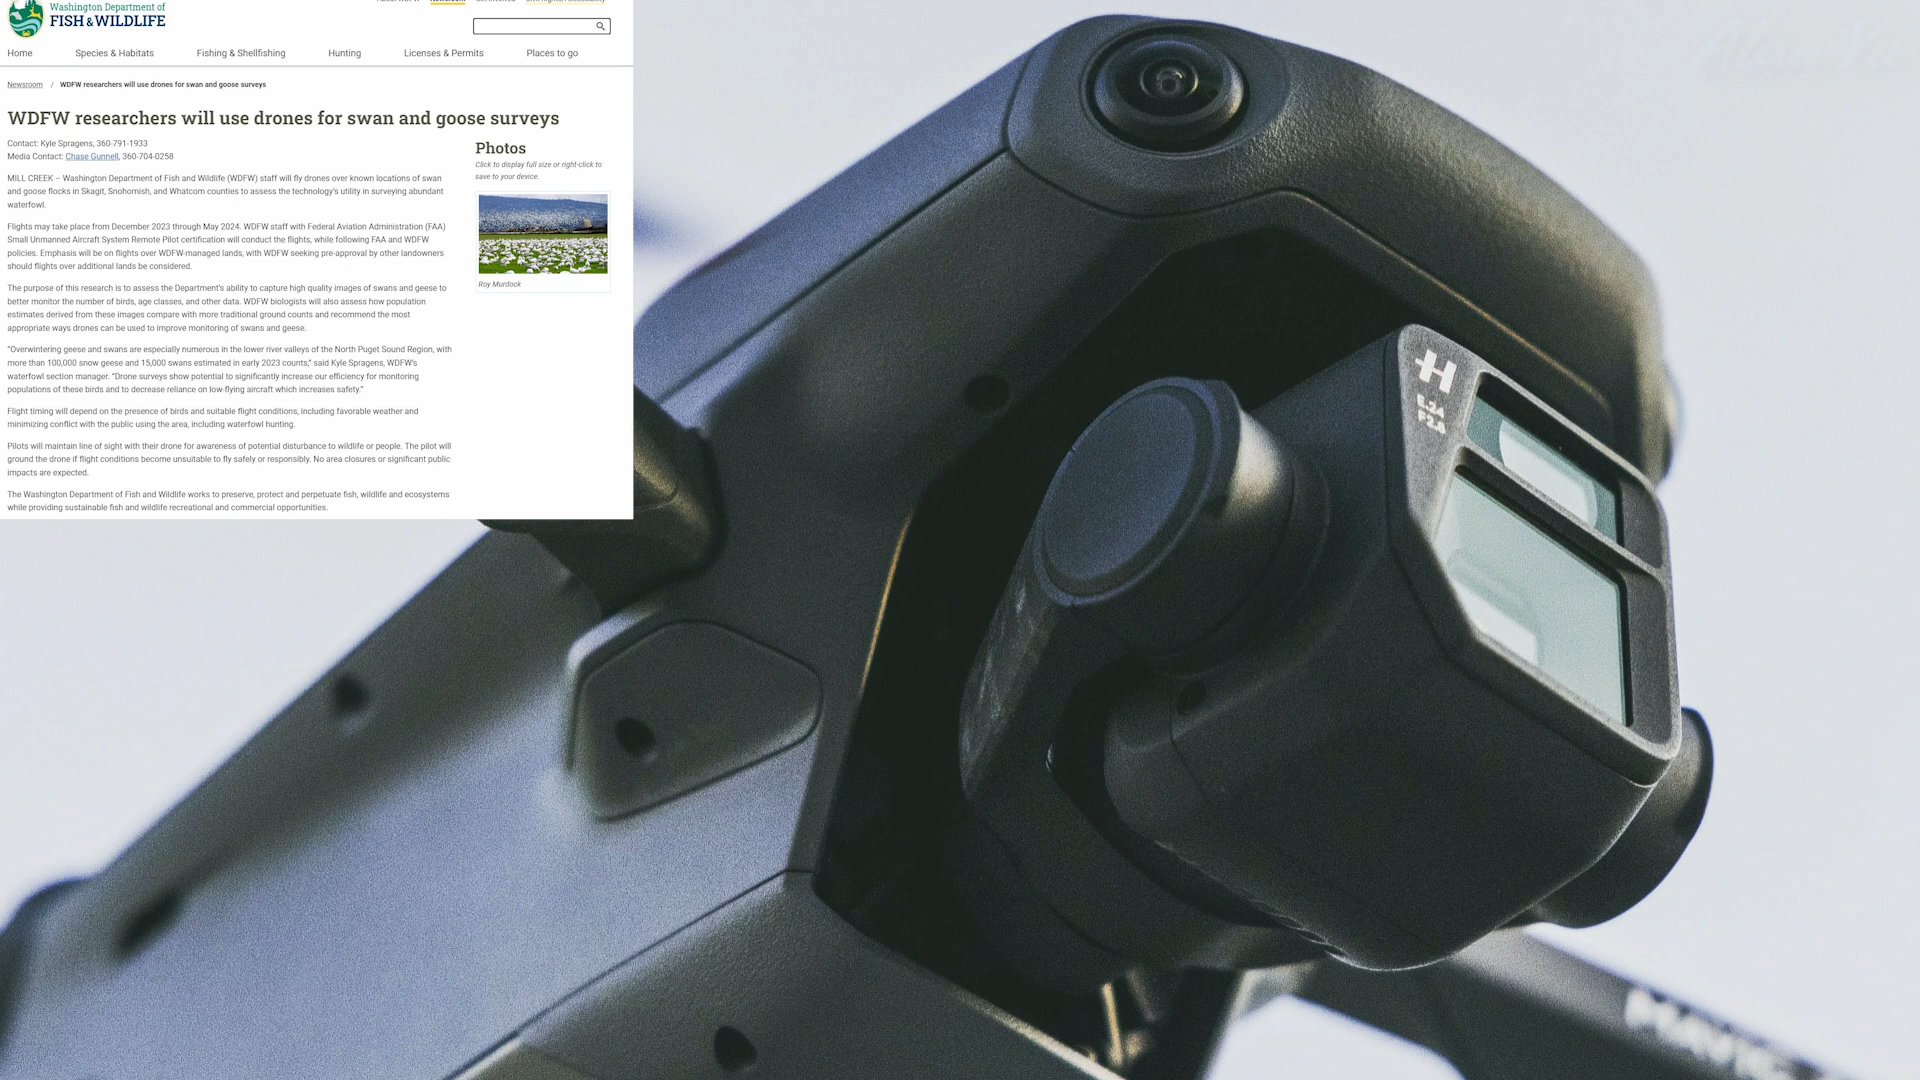 Washington Department of
FISH & WILDLIFE
Newsroom
Home
Species & Habitats
Fishing & Shellfishing
Hunting
Licenses & Permits
Places to go
Newsroom / WDFW researchers will use drones for swan and goose surveys
WDFW researchers will use drones for swan and goose surveys
Contact: Kyle Spragens, 360-791-1933
Media Contact: Chase Gunnell, 360-704-0258
MILL CREEK – Washington Department of Fish and Wildlife (WDFW) staff will fly drones over known locations of swan
and goose flocks in Skagit, Snohomish, and Whatcom counties to assess the technology's utility in surveying abundant
waterfowl.
Flights may take place from December 2023 through May 2024. WDFW staff with Federal Aviation Administration (FAA)
Small Unmanned Aircraft System Remote Pilot certification will conduct the flights, while following FAA and WDFW
policies. Emphasis will be on flights over WDFW-managed lands, with WDFW seeking pre-approval by other landowners
should flights over additional lands be considered.
The purpose of this research is to assess the Department's ability to capture high quality images of swans and geese to
better monitor the number of birds, age classes, and other data. WDFW biologists will also assess how population
estimates derived from these images compare with more traditional ground counts and recommend the most
appropriate ways drones can be used to improve monitoring of swans and geese.
"Overwintering geese and swans are especially numerous in the lower river valleys of the North Puget Sound Region, with
more than 100,000 snow geese and 15,000 swans estimated in early 2023 counts," said Kyle Spragens, WDFW's
waterfowl section manager. "Drone surveys show potential to significantly increase our efficiency for monitoring
populations of these birds and to decrease reliance on low-flying aircraft which increases safety."
Flight timing will depend on the presence of birds and suitable flight conditions, including favorable weather and
minimizing conflict with the public using the area, including waterfowl hunting.
Pilots will maintain line of sight with their drone for awareness of potential disturbance to wildlife or people. The pilot will
ground the drone if flight conditions become unsuitable to fly safely or responsibly. No area closures or significant public
impacts are expected.
The Washington Department of Fish and Wildlife works to preserve, protect and perpetuate fish, wildlife and ecosystems
while providing sustainable fish and wildlife recreational and commercial opportunities.
Photos
Click to display full size or right-click to
save to your device.
Roy Murdock
H
E.24
F2.8
MAVIC